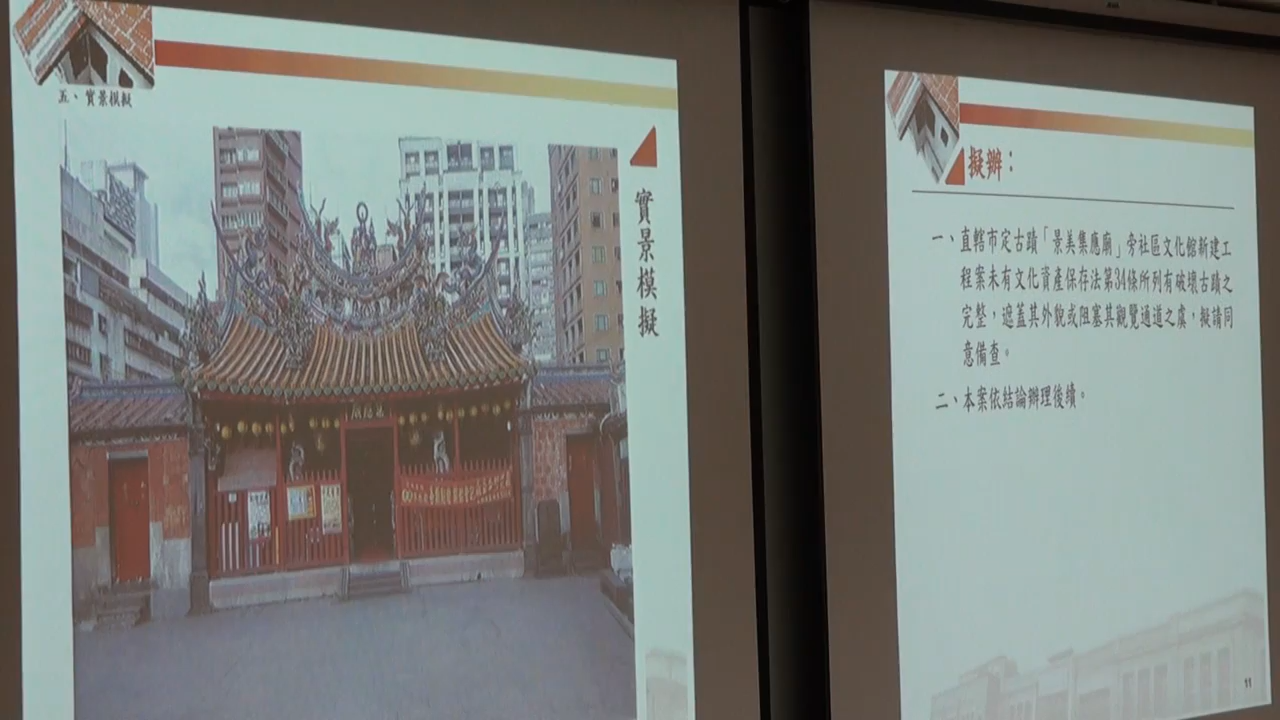 五、實景模擬
實景模擬
擬辦：
一、直轄市定古蹟「景美集應廟」旁社區文化館新建工
程案未有文化資產保存法第34條所列有破壞古蹟之
完整，遮蓋其外貌或阻塞其觀覽通道之虞，擬請同
意備查。
二、本案依結論辦理後續。
11